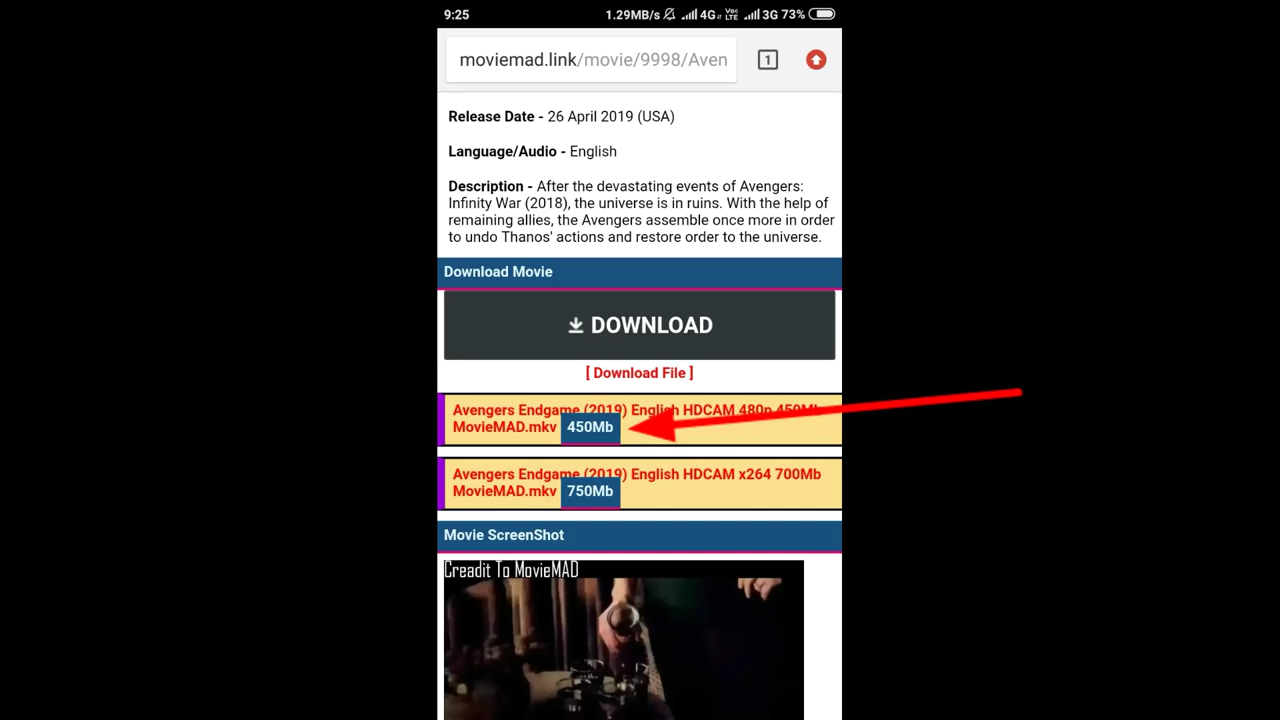 9:25 1.29MB/s 4G VoLTE 3G 73%
moviemad.link/movie/9998/Aven 1
Release Date - 26 April 2019 (USA)
Language/Audio - English
Description - After the devastating events of Avengers:
Infinity War (2018), the universe is in ruins. With the help of
remaining allies, the Avengers assemble once more in order
to undo Thanos' actions and restore order to the universe.
Download Movie
DOWNLOAD
[ Download File ]
Avengers Endgame (2019) English HDCAM 480p 450Mb
MovieMAD.mkv 450Mb
Avengers Endgame (2019) English HDCAM x264 700Mb
MovieMAD.mkv 750Mb
Movie ScreenShot
Creadit To MovieMAD